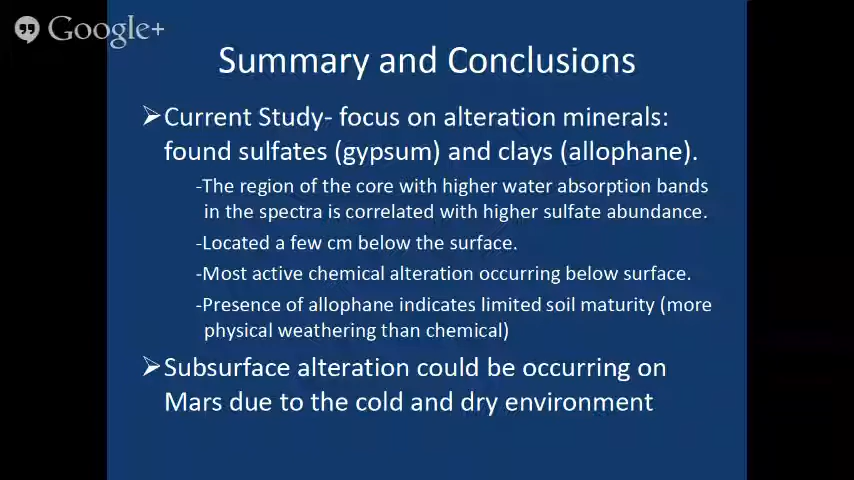 Google+
Summary and Conclusions
➢Current Study- focus on alteration minerals:
found sulfates (gypsum) and clays (allophane).
-The region of the core with higher water absorption bands
in the spectra is correlated with higher sulfate abundance.
-Located a few cm below the surface.
-Most active chemical alteration occurring below surface.
-Presence of allophane indicates limited soil maturity (more
physical weathering than chemical)
➢Subsurface alteration could be occurring on
Mars due to the cold and dry environment